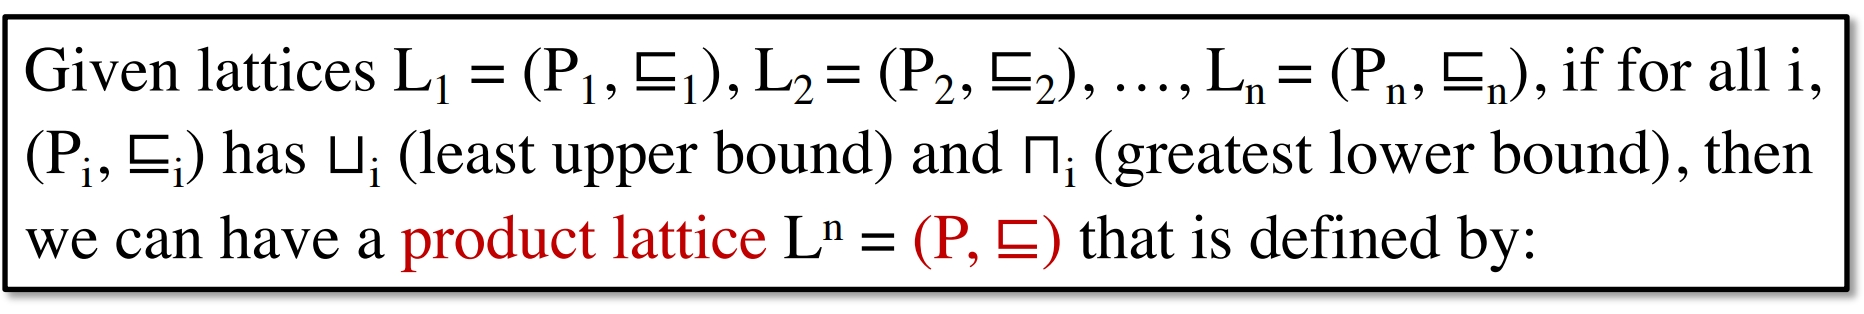 Given lattices L₁ = (P₁, ⊑₁), L₂ = (P₂, ⊑₂), …, Lₙ = (Pₙ, ⊑ₙ), if for all i,
(Pᵢ, ⊑ᵢ) has ⊔ᵢ (least upper bound) and ⊓ᵢ (greatest lower bound), then
we can have a product lattice Lⁿ = (P, ⊑) that is defined by: